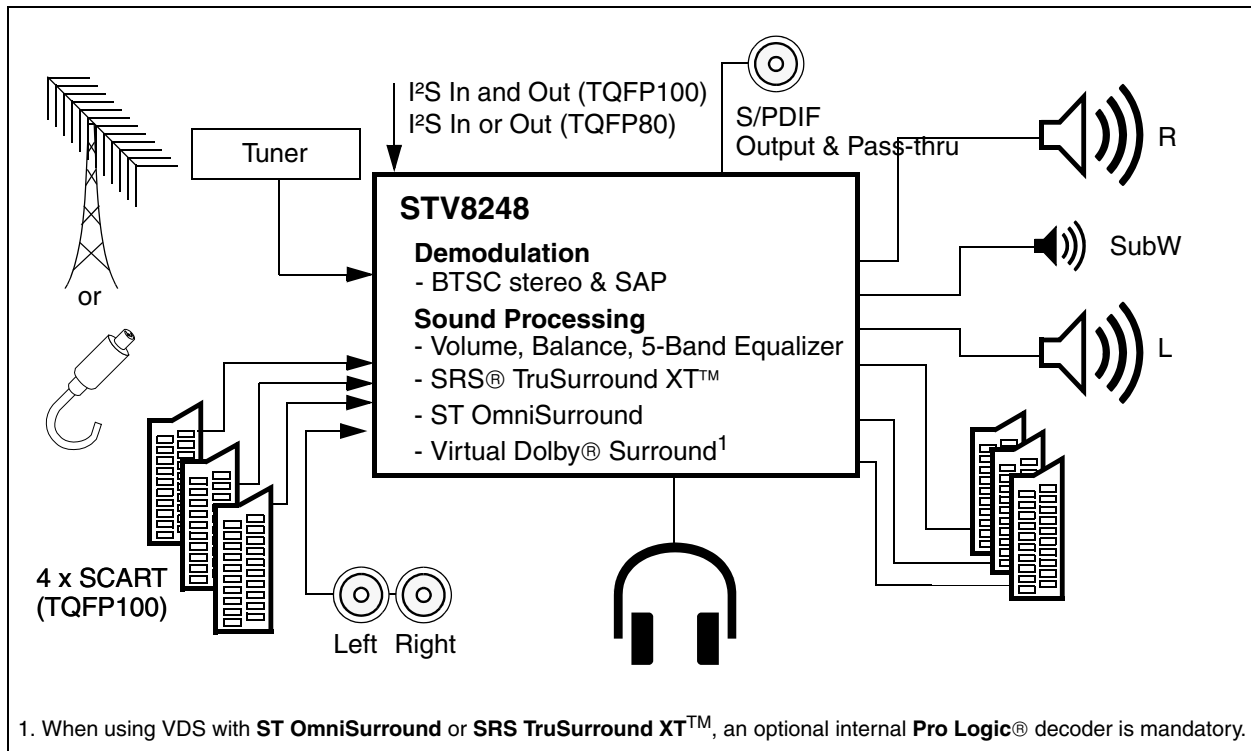 I²S In and Out (TQFP100)
I²S In or Out (TQFP80)
S/PDIF
Output & Pass-thru
Tuner
R
STV8248
Demodulation
- BTSC stereo & SAP
SubW
or
Sound Processing
- Volume, Balance, 5-Band Equalizer
L
- SRS® TruSurround XT™
- ST OmniSurround
- Virtual Dolby® Surround¹
4 x SCART
(TQFP100)
Left Right
1. When using VDS with ST OmniSurround or SRS TruSurround XT™, an optional internal Pro Logic® decoder is mandatory.